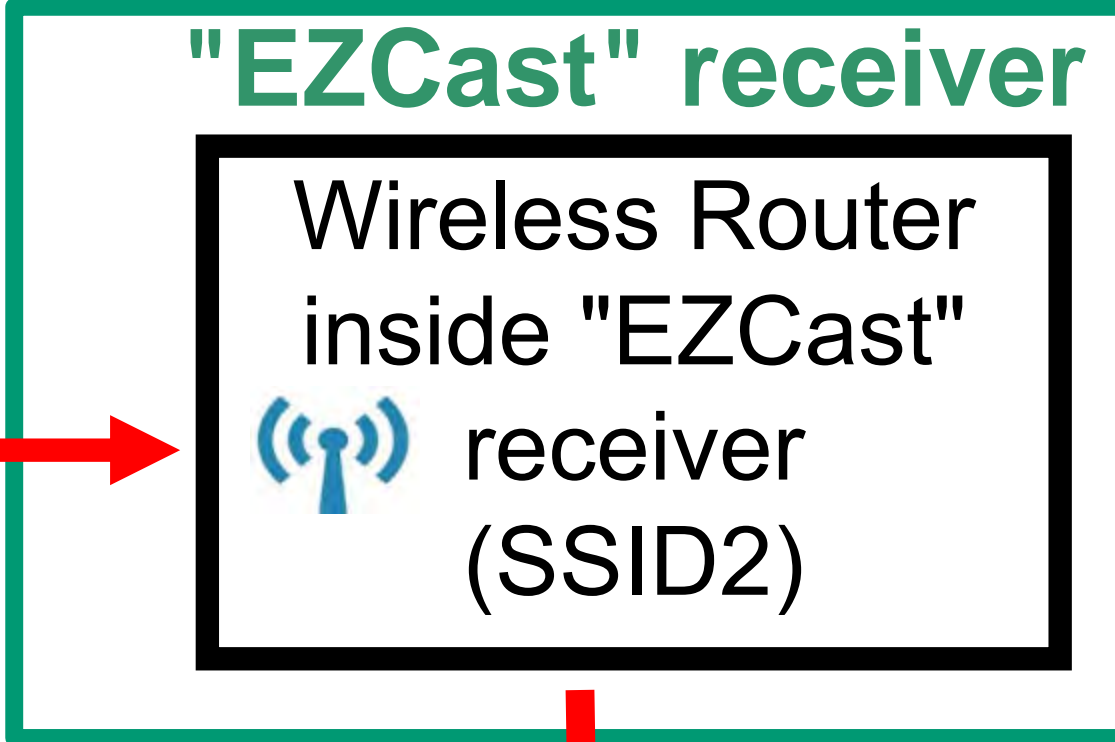 "EZCast" receiver
Wireless Router
inside "EZCast"
receiver
(SSID2)